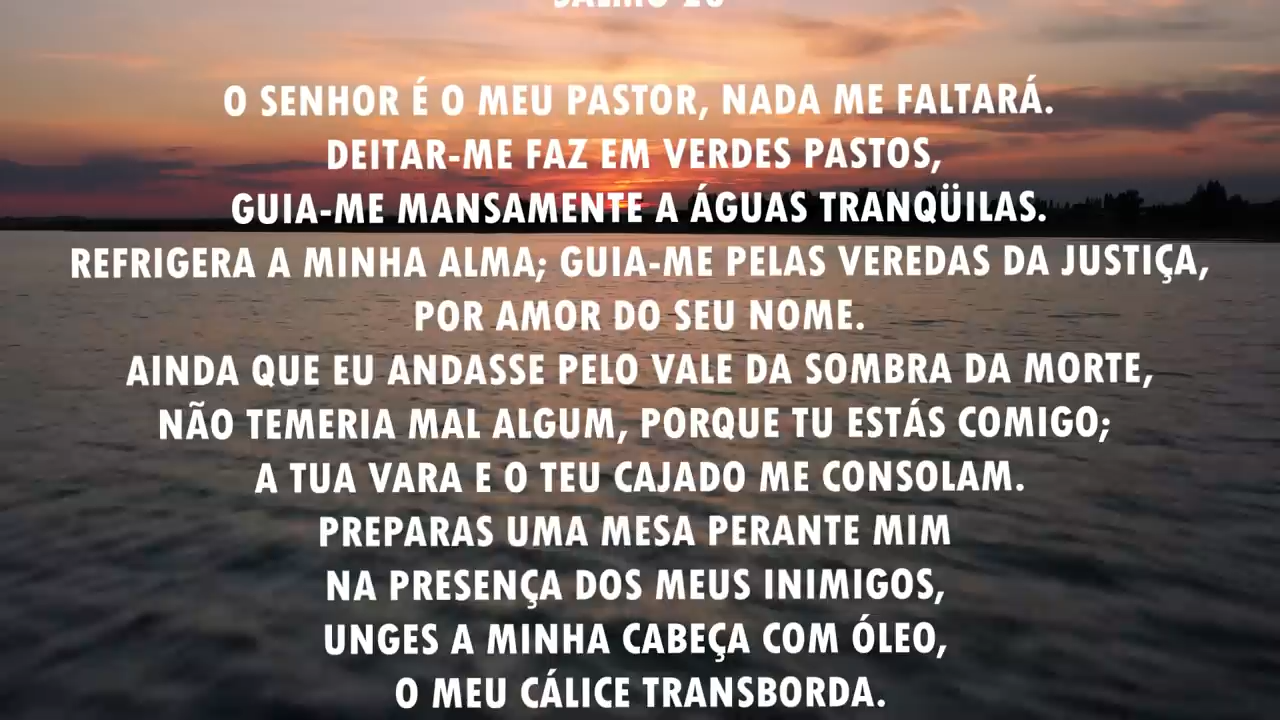 O SENHOR É O MEU PASTOR, NADA ME FALTARÁ.
DEITAR-ME FAZ EM VERDES PASTOS,
GUIA-ME MANSAMENTE A ÁGUAS TRANQÜILAS.
REFRIGERA A MINHA ALMA; GUIA-ME PELAS VEREDAS DA JUSTIÇA,
POR AMOR DO SEU NOME.
AINDA QUE EU ANDASSE PELO VALE DA SOMBRA DA MORTE,
NÃO TEMERIA MAL ALGUM, PORQUE TU ESTÁS COMIGO;
A TUA VARA E O TEU CAJADO ME CONSOLAM.
PREPARAS UMA MESA PERANTE MIM
NA PRESENÇA DOS MEUS INIMIGOS,
UNGES A MINHA CABEÇA COM ÓLEO,
O MEU CÁLICE TRANSBORDA.